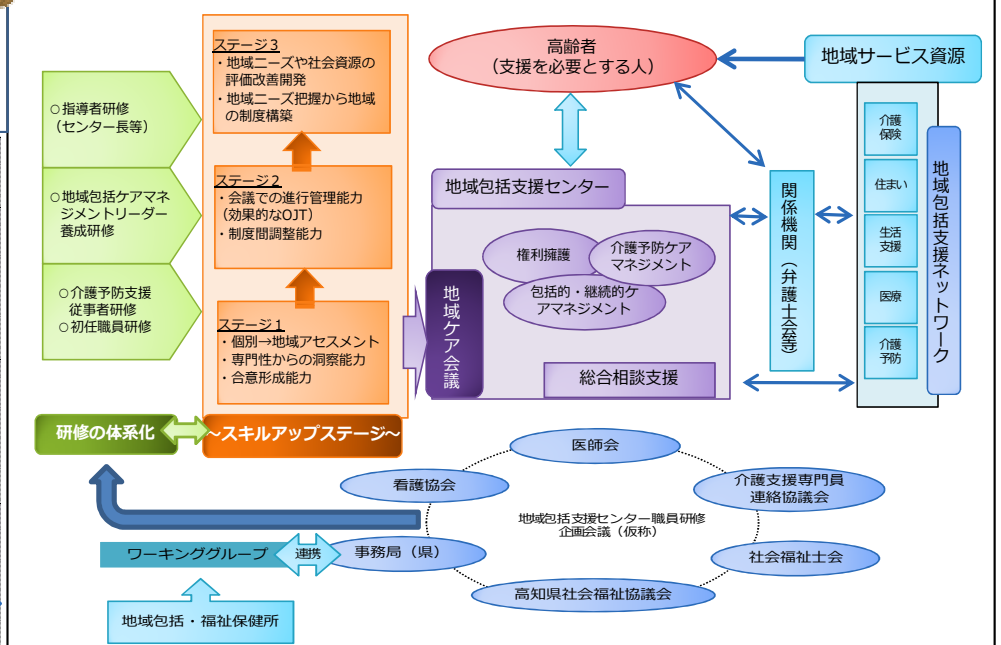 ステージ3
・地域ニーズや社会資源の
評価改善開発
・地域ニーズ把握から地域
の制度構築
○指導者研修
（センター長等）
ステージ2
・会議での進行管理能力
（効果的なOJT）
・制度間調整能力
○地域包括ケアマネ
ジメントリーダー
養成研修
○介護予防支援
従事者研修
○初任職員研修
ステージ1
・個別→地域アセスメント
・専門性からの洞察能力
・合意形成能力
研修の体系化
～スキルアップステージ～
高齢者
（支援を必要とする人）
地域サービス資源
地域包括支援センター
権利擁護
介護予防ケア
マネジメント
包括的・継続的ケ
アマネジメント
総合相談支援
地域ケア会議
関係機関（弁護士会等）
介護
保険
住まい
生活
支援
医療
介護
予防
地域包括支援ネットワーク
医師会
看護協会
介護支援専門員
連絡協議会
地域包括支援センター職員研修
企画会議（仮称）
ワーキンググループ
連携
事務局（県）
社会福祉士会
高知県社会福祉協議会
地域包括・福祉保健所